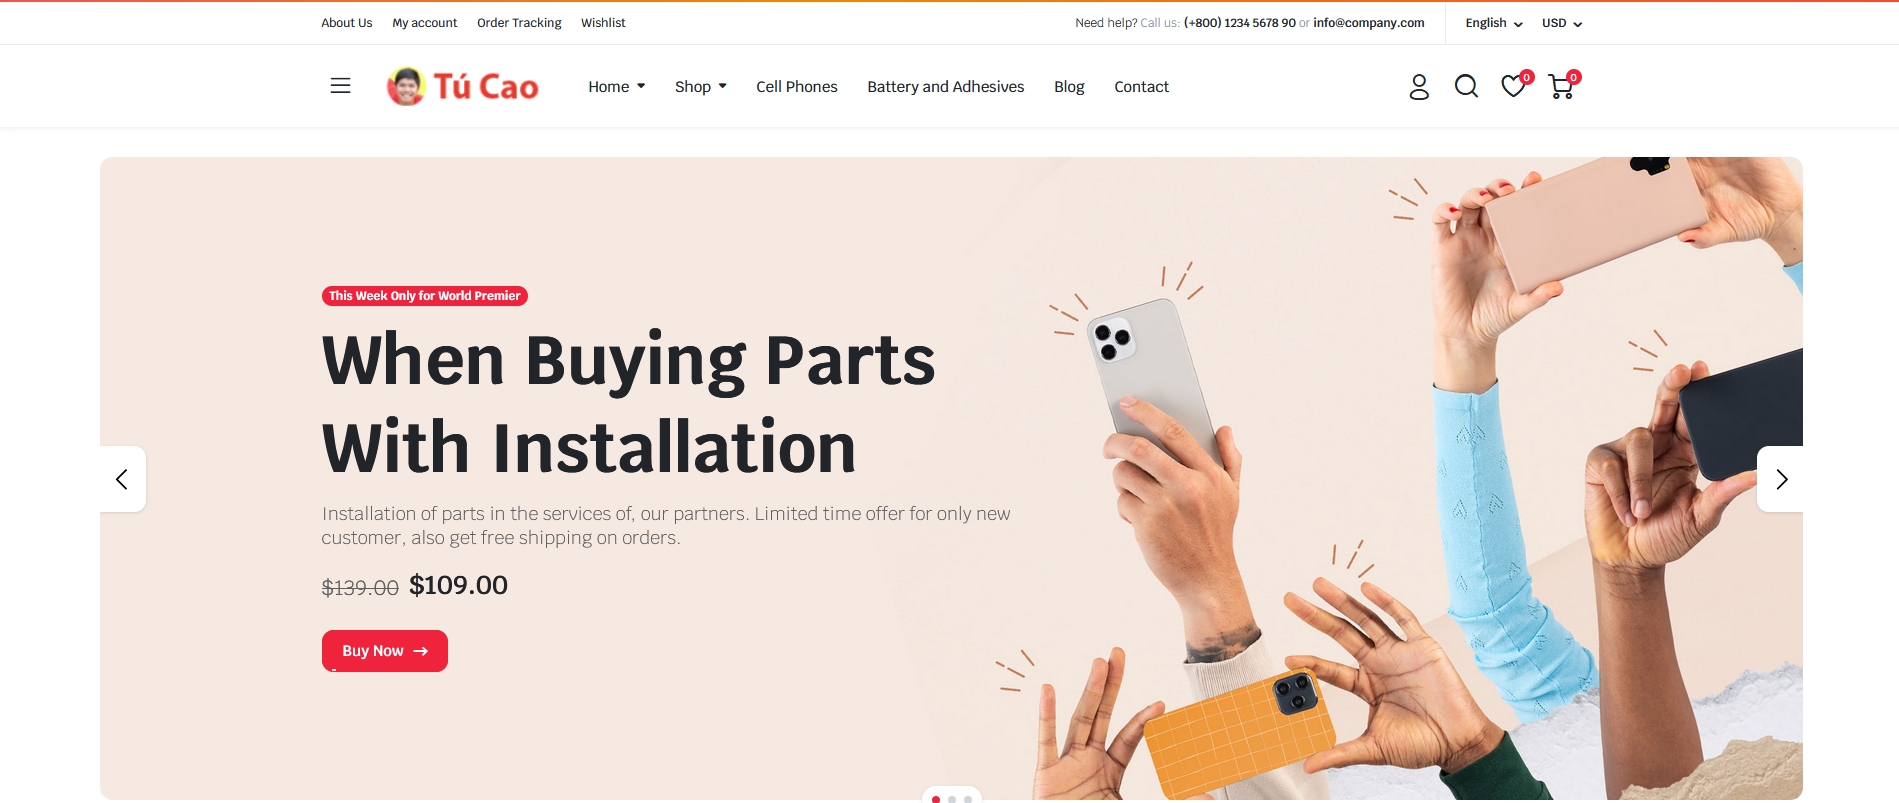 About Us My account Order Tracking Wishlist
Need help? Call us: (+800) 1234 5678 90 or info@company.com English USD
Tú Cao Home Shop Cell Phones Battery and Adhesives Blog Contact 0 0
This Week Only for World Premier
When Buying Parts
With Installation
Installation of parts in the services of, our partners. Limited time offer for only new
customer, also get free shipping on orders.
$139.00 $109.00
Buy Now